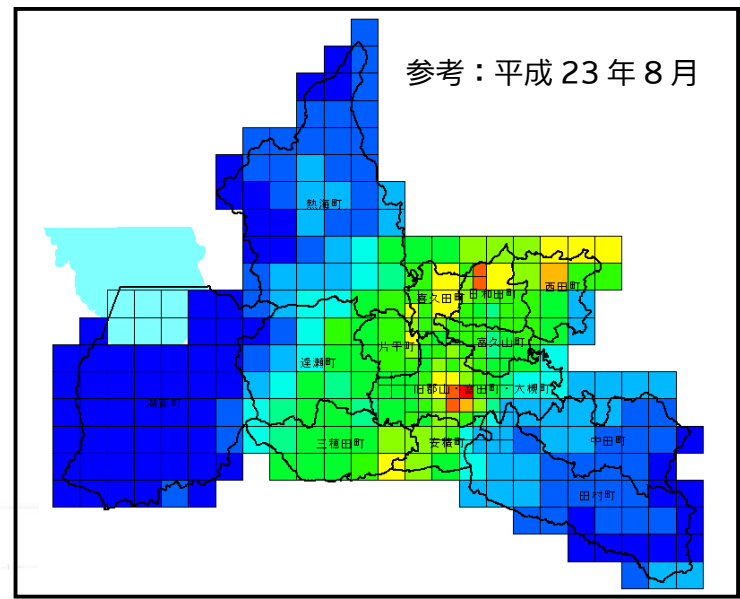 参考：平成 23 年 8 月
熱海町
西田町
喜久田町
日和田町
富久山町
片平町
逢瀬町
旧郡山・富田町・大槻町
湖南町
三穂田町
安積町
中田町
田村町